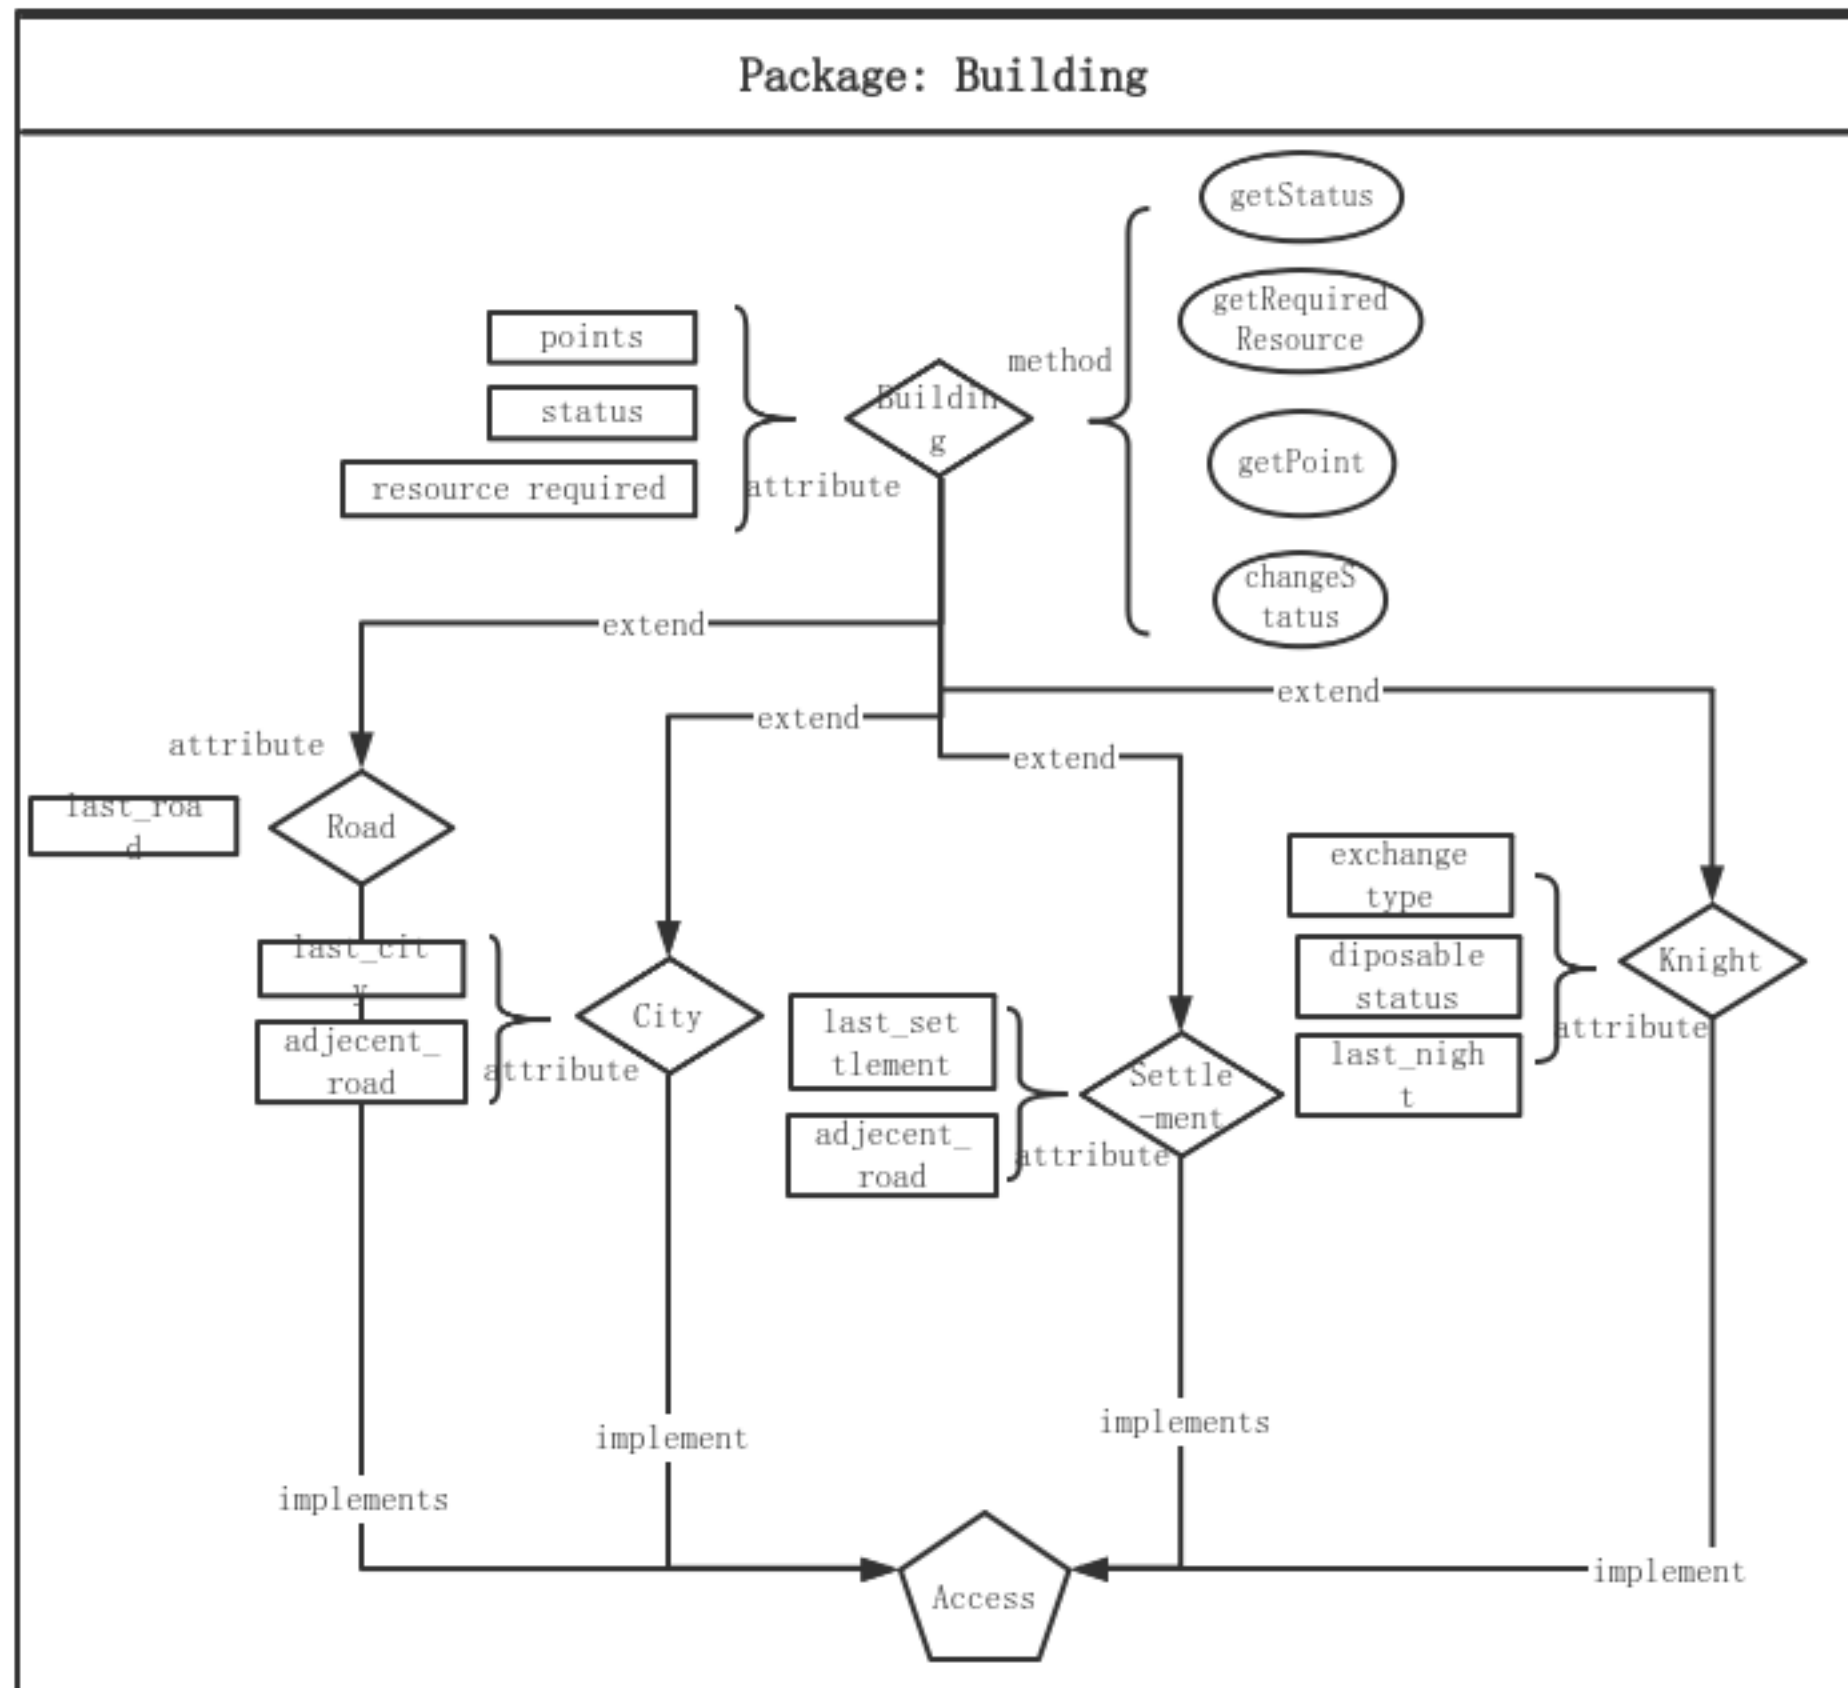 Package: Building
getStatus
getRequired
Resource
method
points
status
resource required
attribute
Buildin
g
getPoint
changeS
tatus
extend
extend
extend
extend
attribute
last_roa
d
Road
last_cit
y
adjecent_
road
attribute
City
last_set
tlement
adjecent_
road
attribute
Settle
-ment
exchange
type
diposable
status
last_nigh
t
attribute
Knight
implements
implement
implements
implement
Access